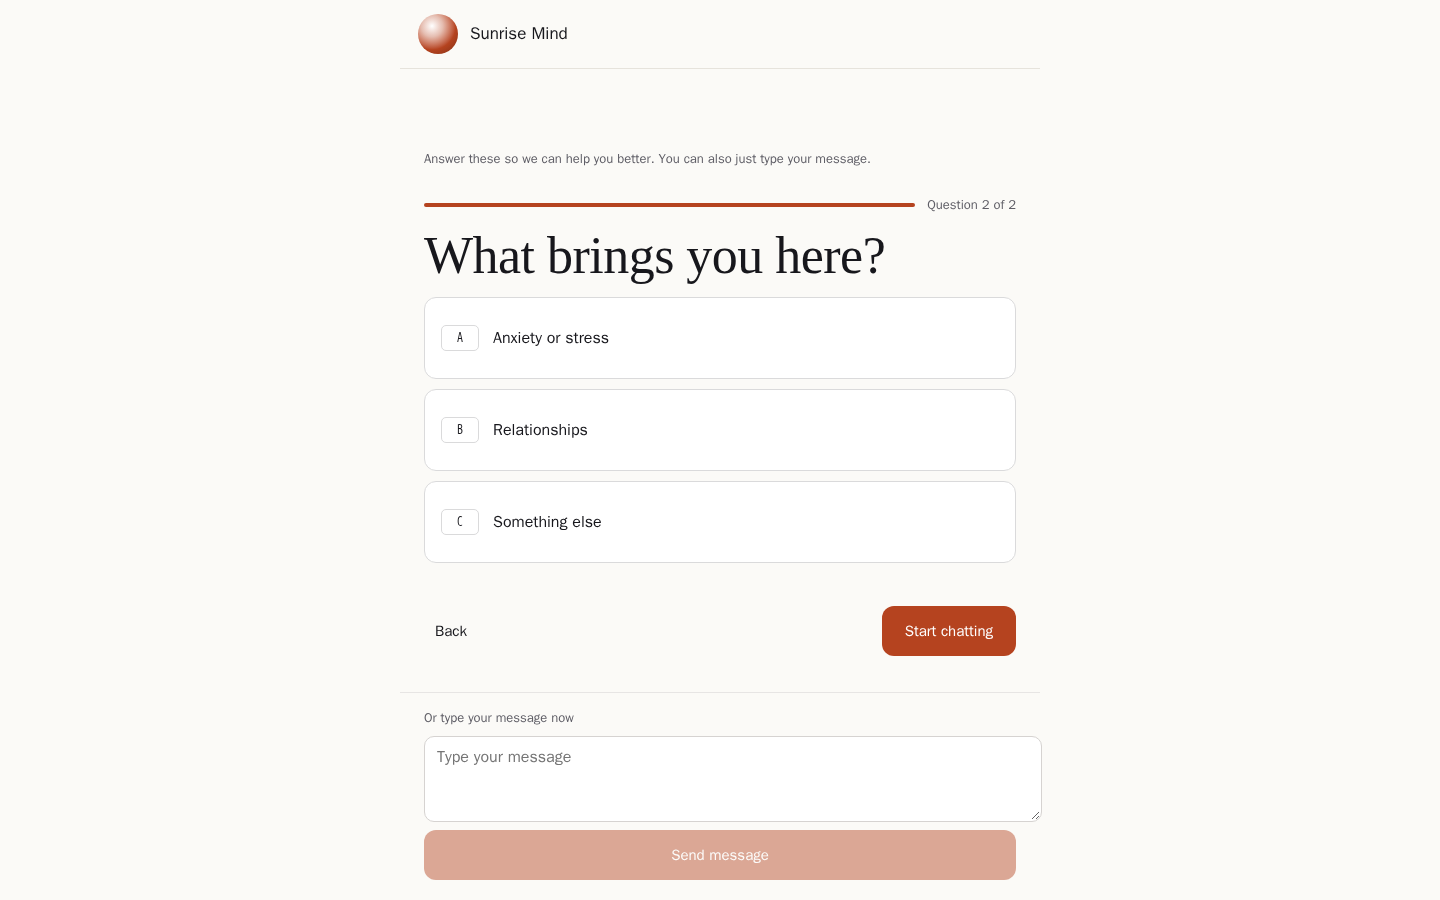 Sunrise Mind
Answer these so we can help you better. You can also just type your message.
Question 2 of 2
What brings you here?
A Anxiety or stress
B Relationships
C Something else
Back Start chatting
Or type your message now
Type your message
Send message